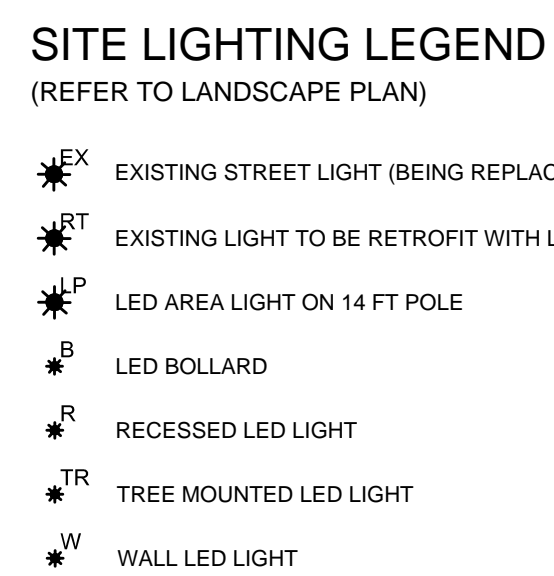 SITE LIGHTING LEGEND
(REFER TO LANDSCAPE PLAN)
EX EXISTING STREET LIGHT (BEING REPLAC
RT EXISTING LIGHT TO BE RETROFIT WITH L
LP LED AREA LIGHT ON 14 FT POLE
B LED BOLLARD
R RECESSED LED LIGHT
TR TREE MOUNTED LED LIGHT
W WALL LED LIGHT